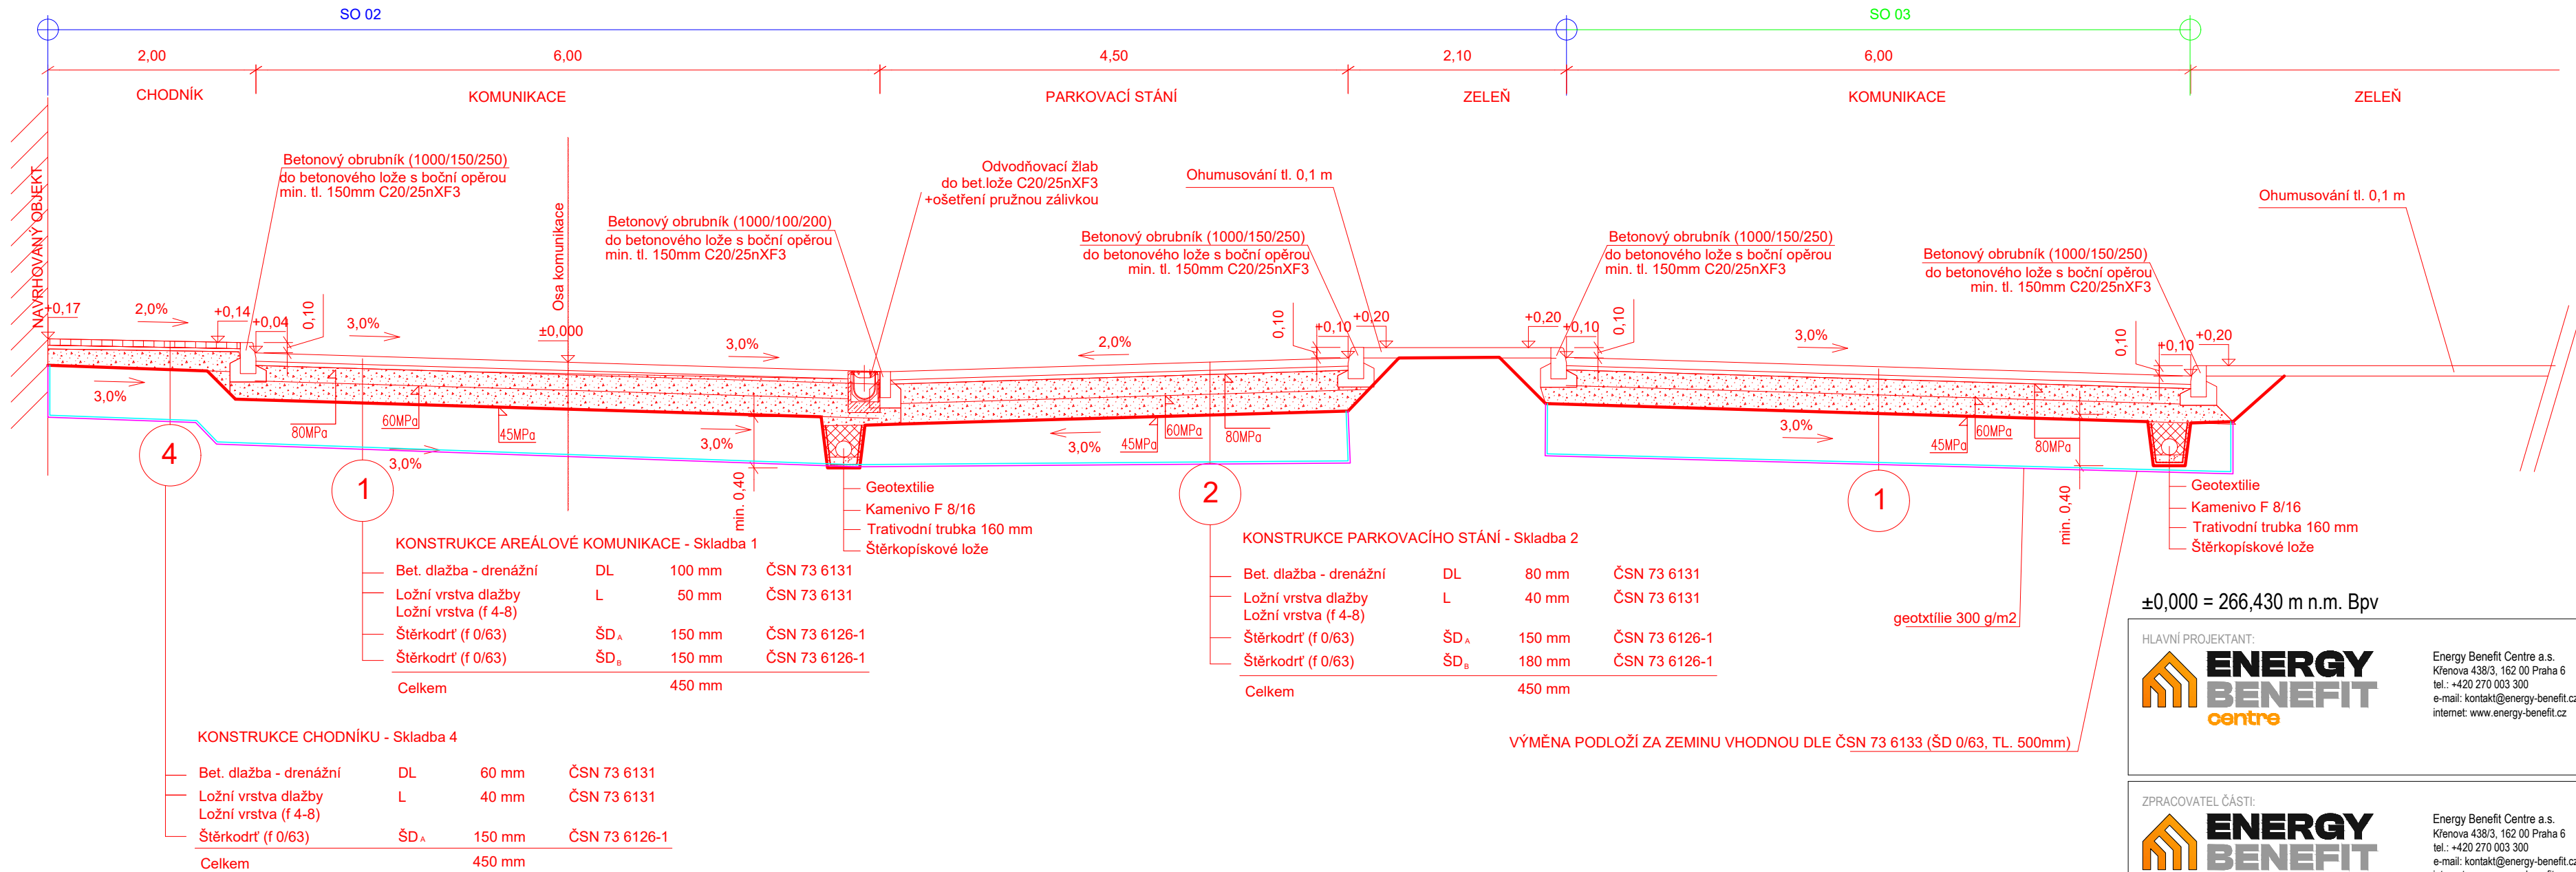 SO 02
SO 03
2,00
6,00
4,50
2,10
6,00
CHODNÍK
KOMUNIKACE
PARKOVACÍ STÁNÍ
ZELEŇ
KOMUNIKACE
ZELEŇ
NAVRHOVANÝ OBJEKT
Betonový obrubník (1000/150/250)
do betonového lože s boční opěrou
min. tl. 150mm C20/25nXF3
Osa komunikace
Betonový obrubník (1000/100/200)
do betonového lože s boční opěrou
min. tl. 150mm C20/25nXF3
Odvodňovací žlab
do bet.lože C20/25nXF3
+ošetření pružnou zálivkou
Ohumusování tl. 0,1 m
Betonový obrubník (1000/150/250)
do betonového lože s boční opěrou
min. tl. 150mm C20/25nXF3
Betonový obrubník (1000/150/250)
do betonového lože s boční opěrou
min. tl. 150mm C20/25nXF3
Betonový obrubník (1000/150/250)
do betonového lože s boční opěrou
min. tl. 150mm C20/25nXF3
Ohumusování tl. 0,1 m
+0,17
2,0%
+0,14
+0,04
0,10
3,0%
±0,000
3,0%
2,0%
0,10
+0,10
+0,20
+0,20
+0,10
0,10
3,0%
0,10
+0,10
+0,20
3,0%
80MPa
60MPa
45MPa
3,0%
3,0%
min. 0,40
3,0%
45MPa
60MPa
80MPa
3,0%
45MPa
60MPa
80MPa
min. 0,40
4
1
2
1
Geotextilie
Kamenivo F 8/16
Trativodní trubka 160 mm
Štěrkopískové lože
Geotextilie
Kamenivo F 8/16
Trativodní trubka 160 mm
Štěrkopískové lože
KONSTRUKCE AREÁLOVÉ KOMUNIKACE - Skladba 1
Bet. dlažba - drenážní DL 100 mm ČSN 73 6131
Ložní vrstva dlažby L 50 mm ČSN 73 6131
Ložní vrstva (f 4-8)
Štěrkodrť (f 0/63) ŠDA 150 mm ČSN 73 6126-1
Štěrkodrť (f 0/63) ŠDB 150 mm ČSN 73 6126-1
Celkem 450 mm
KONSTRUKCE PARKOVACÍHO STÁNÍ - Skladba 2
Bet. dlažba - drenážní DL 80 mm ČSN 73 6131
Ložní vrstva dlažby L 40 mm ČSN 73 6131
Ložní vrstva (f 4-8)
Štěrkodrť (f 0/63) ŠDA 150 mm ČSN 73 6126-1
Štěrkodrť (f 0/63) ŠDB 180 mm ČSN 73 6126-1
Celkem 450 mm
geotxtílie 300 g/m2
VÝMĚNA PODLOŽÍ ZA ZEMINU VHODNOU DLE ČSN 73 6133 (ŠD 0/63, TL. 500mm)
KONSTRUKCE CHODNÍKU - Skladba 4
Bet. dlažba - drenážní DL 60 mm ČSN 73 6131
Ložní vrstva dlažby L 40 mm ČSN 73 6131
Ložní vrstva (f 4-8)
Štěrkodrť (f 0/63) ŠDA 150 mm ČSN 73 6126-1
Celkem 450 mm
±0,000 = 266,430 m n.m. Bpv
HLAVNÍ PROJEKTANT:
ENERGY
BENEFIT
centre
Energy Benefit Centre a.s.
Křenova 438/3, 162 00 Praha 6
tel.: +420 270 003 300
e-mail: kontakt@energy-benefit.cz
internet: www.energy-benefit.cz
ZPRACOVATEL ČÁSTI:
ENERGY
BENEFIT
Energy Benefit Centre a.s.
Křenova 438/3, 162 00 Praha 6
tel.: +420 270 003 300
e-mail: kontakt@energy-benefit.cz